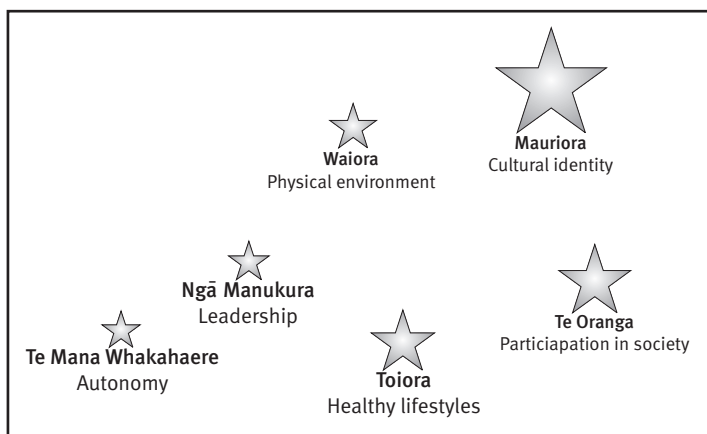 Mauriora
Cultural identity
Waiora
Physical environment
Ngā Manukura
Leadership
Te Oranga
Particiapation in society
Te Mana Whakahaere
Autonomy
Toiora
Healthy lifestyles